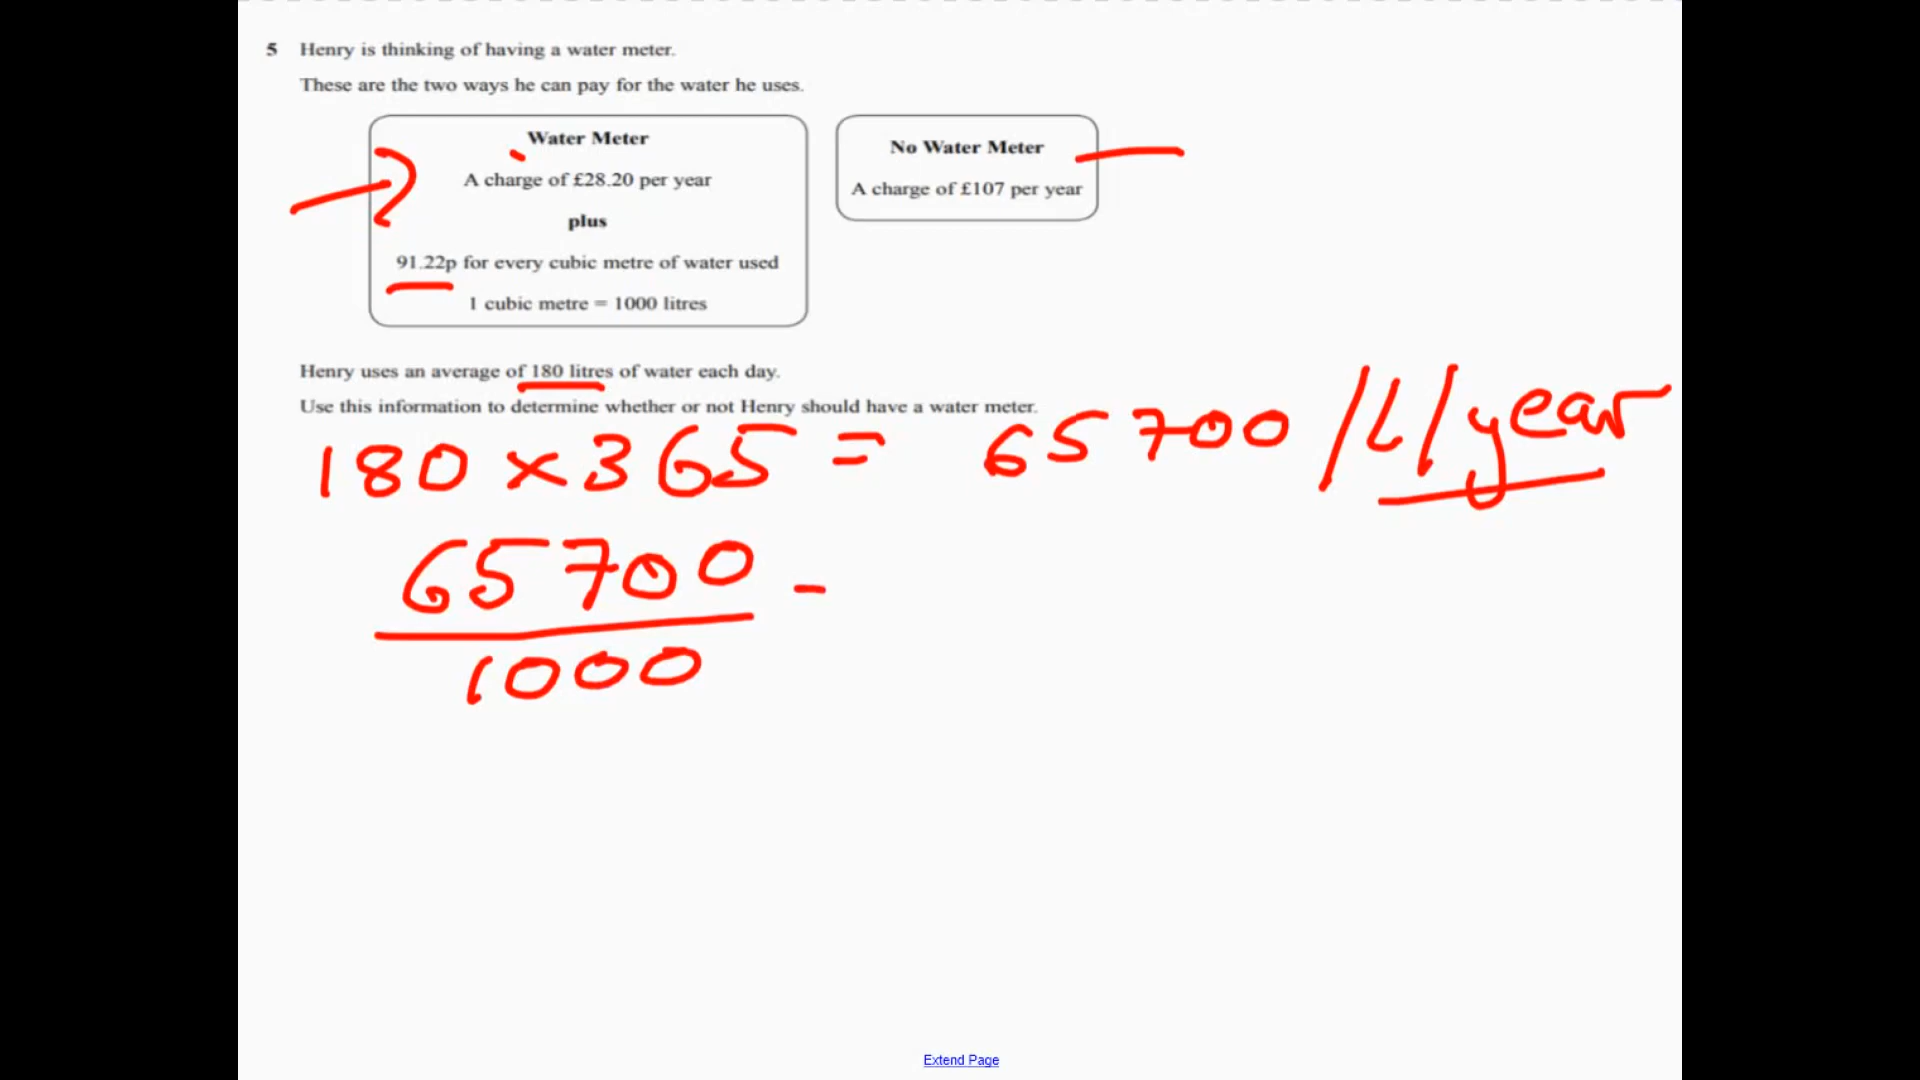 5 Henry is thinking of having a water meter.
These are the two ways he can pay for the water he uses.
Water Meter
A charge of £28.20 per year
plus
91.22p for every cubic metre of water used
1 cubic metre = 1000 litres
No Water Meter
A charge of £107 per year
Henry uses an average of 180 litres of water each day.
Use this information to determine whether or not Henry should have a water meter.
180 × 365 = 65700 /L/year
65700 -
1000
Extend Page